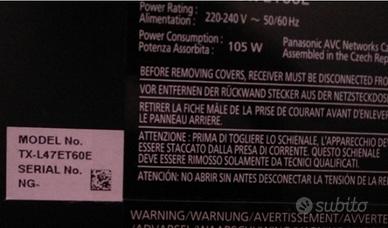 Power Rating :
Alimentation : 220-240 V ~ 50/60 Hz
Power Consumption :
Potenza Assorbita : 105 W
Panasonic AVC Networks
Assembled in the Czech Rep
BEFORE REMOVING COVERS, RECEIVER MUST BE DISCONNECTED FROM
VOR ENTFERNEN DER RÜCKWAND STECKER AUS DER NETZSTECKDO
RETIRER LA FICHE MÂLE DE LA PRISE DE COURANT AVANT D'ENLEVER
LE PANNEAU ARRIERE.
ATTENZIONE : PRIMA DI TOGLIERE LO SCHIENALE, L'APPARECCHIO DEV
ESSERE STACCATO DALLA PRESA DI CORRENTE. QUESTO SCHIENALE
DEVE ESSERE RIMOSSO SOLAMENTE DA TECNICI QUALIFICATI.
ATENCIÓN : NO ABRIR SIN ANTES DESCONECTAR LA TENSIÓN DE LA RE
MODEL No.
TX-L47ET60E
SERIAL No.
NG-
WARNING/WARNUNG/AVERTISSEMENT/AVVERTE
subito